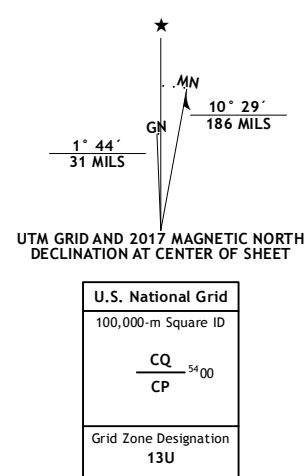 MN
10° 29´
186 MILS
GN
1° 44´
31 MILS
UTM GRID AND 2017 MAGNETIC NORTH
DECLINATION AT CENTER OF SHEET
U.S. National Grid
100,000-m Square ID
CQ
5400
CP
Grid Zone Designation
13U